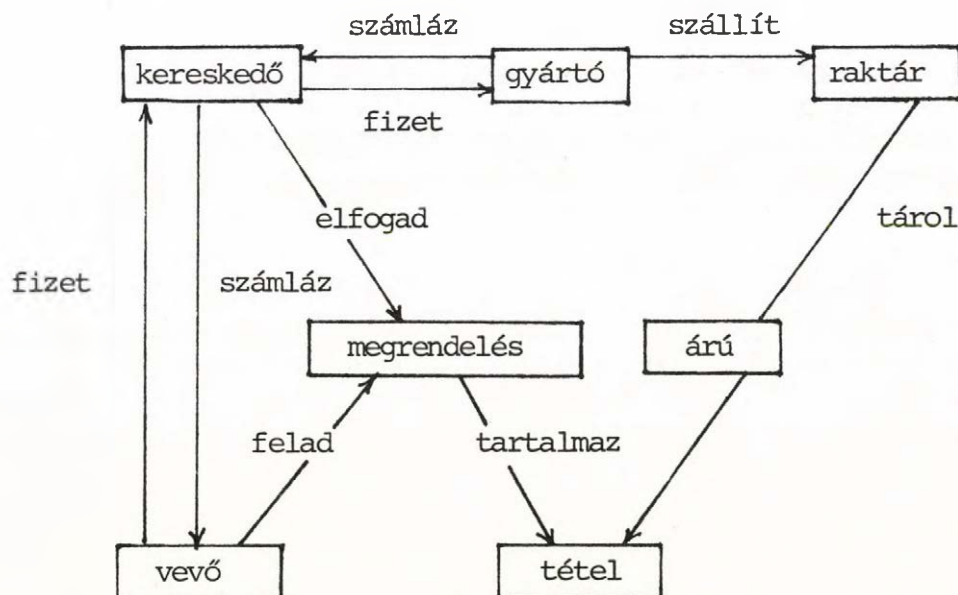 számláz szállít
kereskedő gyártó raktár
fizet
elfogad tárol
fizet számláz
megrendelés árú
felad tartalmaz
vevő tétel